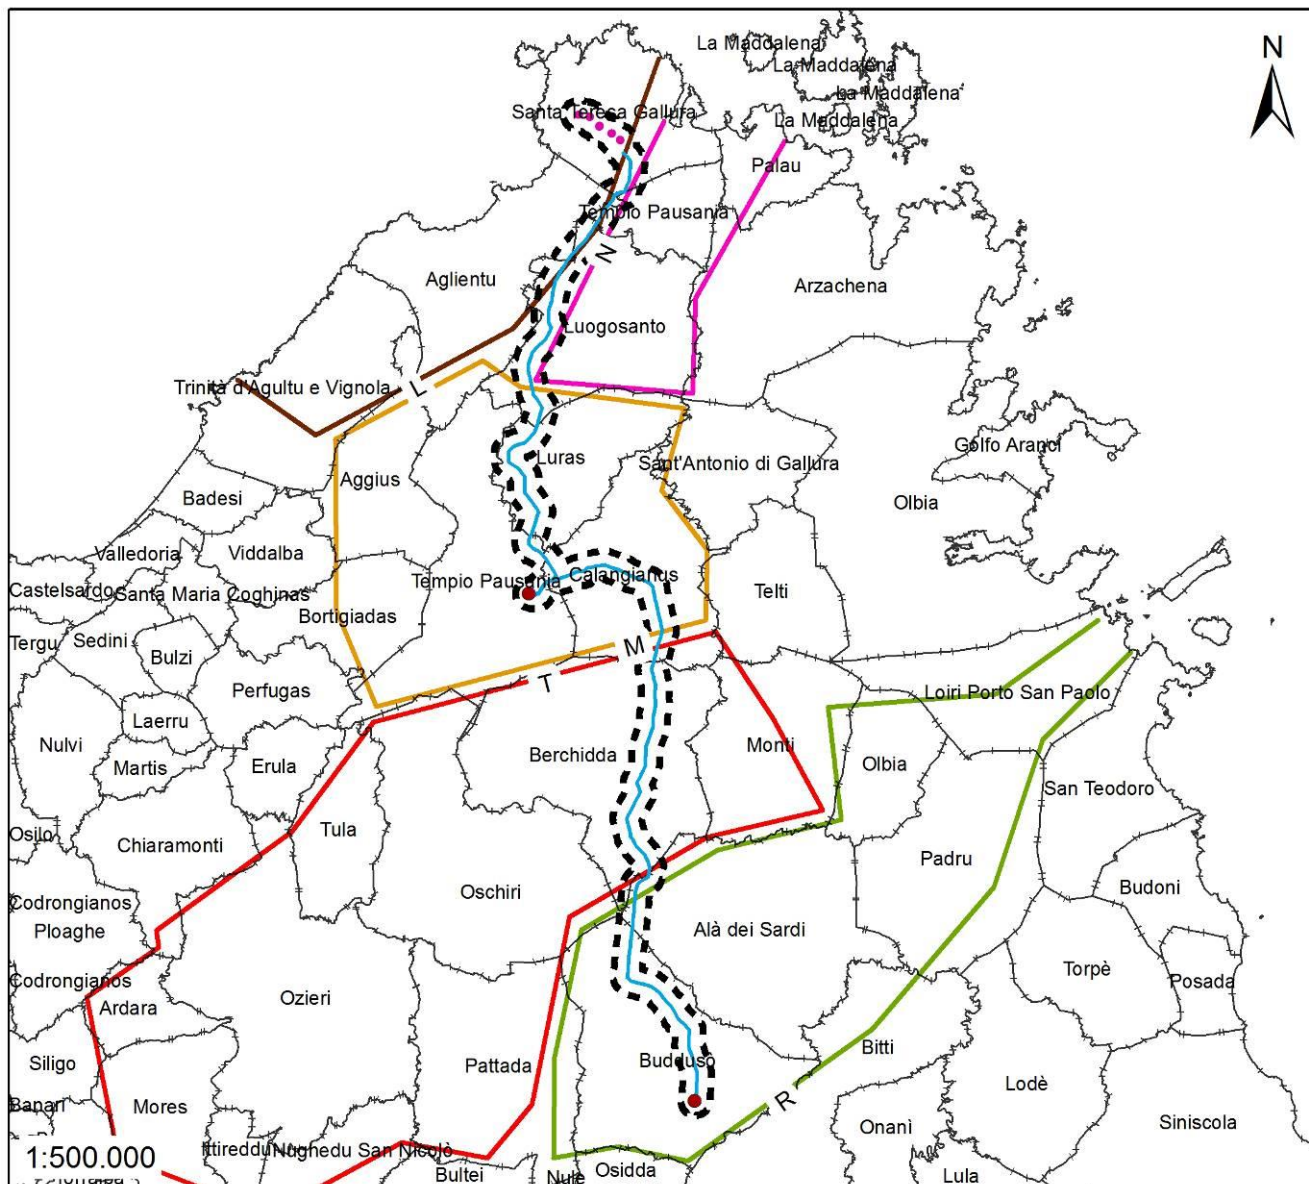 N
La Maddalena
La Maddalena
La Maddalena
La Maddalena
Santa Teresa Gallura
Palau
Tempio Pausania
N
Aglientu
Arzachena
Luogosanto
Trinità d'Agultu e Vignola
L
Golfo Aranci
Luras
Sant'Antonio di Gallura
Aggius
Badesi
Olbia
Valledoria
Viddalba
Tempio Pausania
Calangianus
Castelsardo
Santa Maria Coghinas
Telti
Bortigiadas
Tergu
Sedini
Bulzi
M
T
Perfugas
Loiri Porto San Paolo
Laerru
Nulvi
Berchidda
Monti
Martis
Erula
Olbia
San Teodoro
Osilo
Tula
Chiaramonti
Padru
Budoni
Oschiri
Codrongianos
Ploaghe
Alà dei Sardi
Torpè
Posada
Codrongianos
Ozieri
Ardara
Bitti
Siligo
Pattada
Buddusò
Lodè
Banari
Mores
R
Onanì
Siniscola
Ittireddu
Nughedu San Nicolò
1:500.000
Bultei
Nule
Osidda
Lula